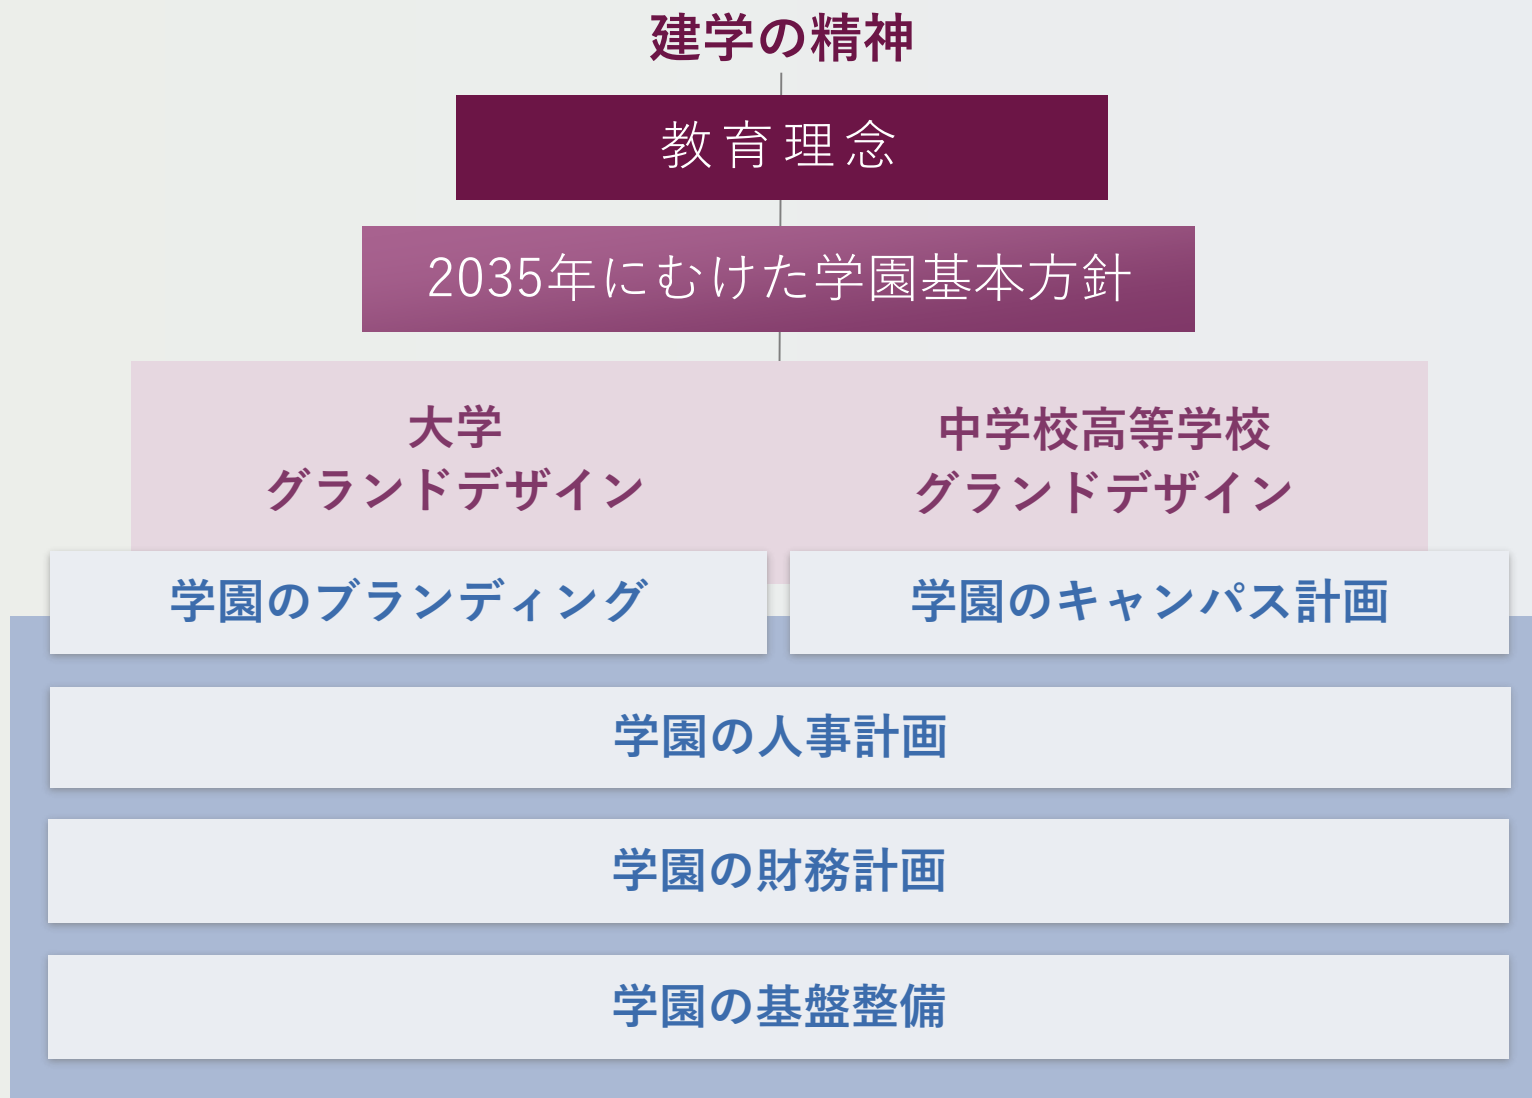 建学の精神
教育理念
2035年にむけた学園基本方針
大学
グランドデザイン
中学校高等学校
グランドデザイン
学園のブランディング
学園のキャンパス計画
学園の人事計画
学園の財務計画
学園の基盤整備